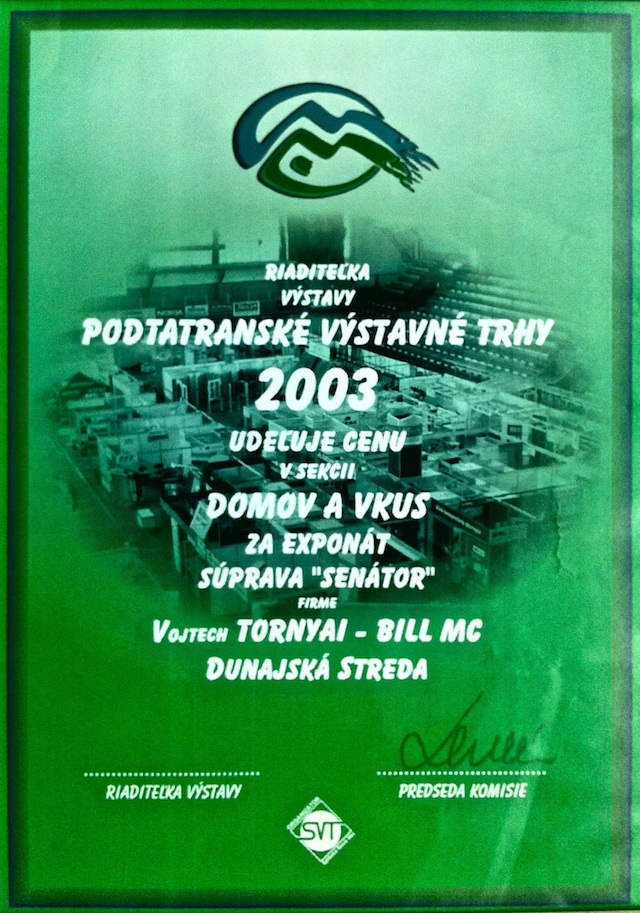 RIADITEĽKA
VÝSTAVY
PODTATRANSKÉ VÝSTAVNÉ TRHY
2003
UDEĽUJE CENU
V SEKCII
DOMOV A VKUS
ZA EXPONÁT
SÚPRAVA "SENÁTOR"
FIRME
VOJTECH TORNYAI - BILL MC
DUNAJSKÁ STREDA
RIADITEĽKA VÝSTAVY
PREDSEDA KOMISIE
ORGANIZÁTOR
SVT